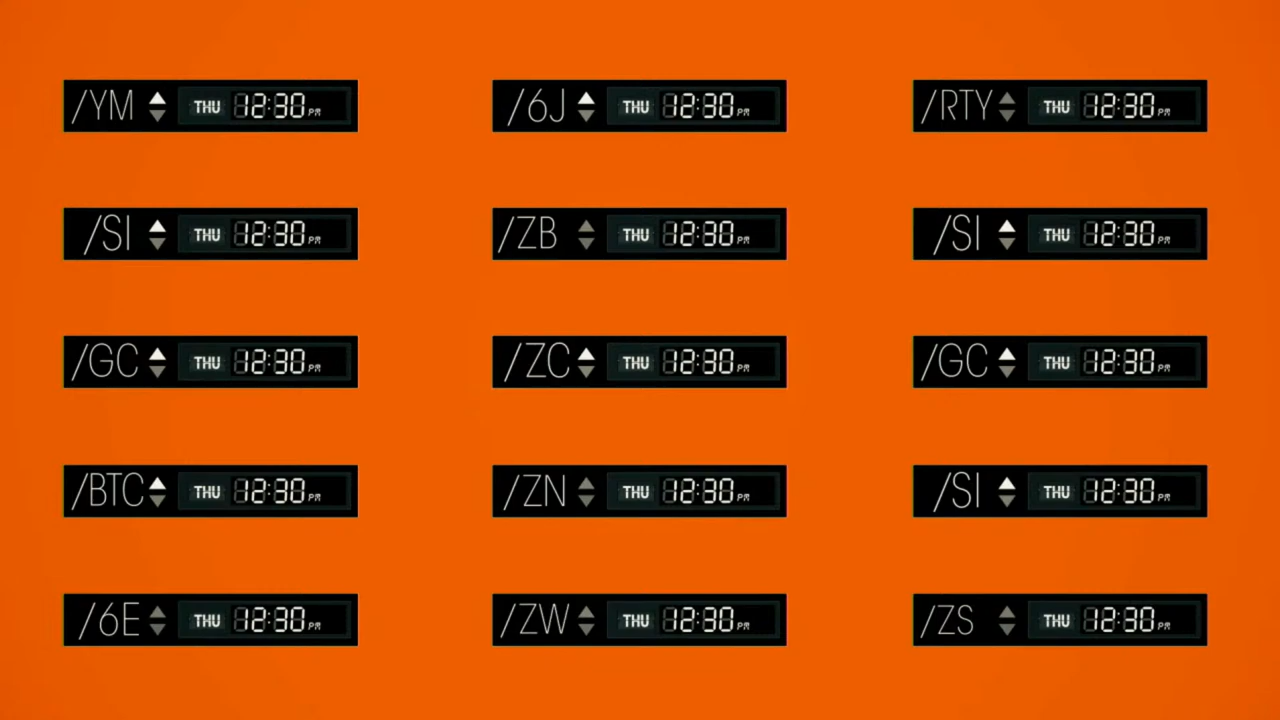 /YM THU 12:30 PM
/6J THU 12:30 PM
/RTY THU 12:30 PM
/SI THU 12:30 PM
/ZB THU 12:30 PM
/SI THU 12:30 PM
/GC THU 12:30 PM
/ZC THU 12:30 PM
/GC THU 12:30 PM
/BTC THU 12:30 PM
/ZN THU 12:30 PM
/SI THU 12:30 PM
/6E THU 12:30 PM
/ZW THU 12:30 PM
/ZS THU 12:30 PM